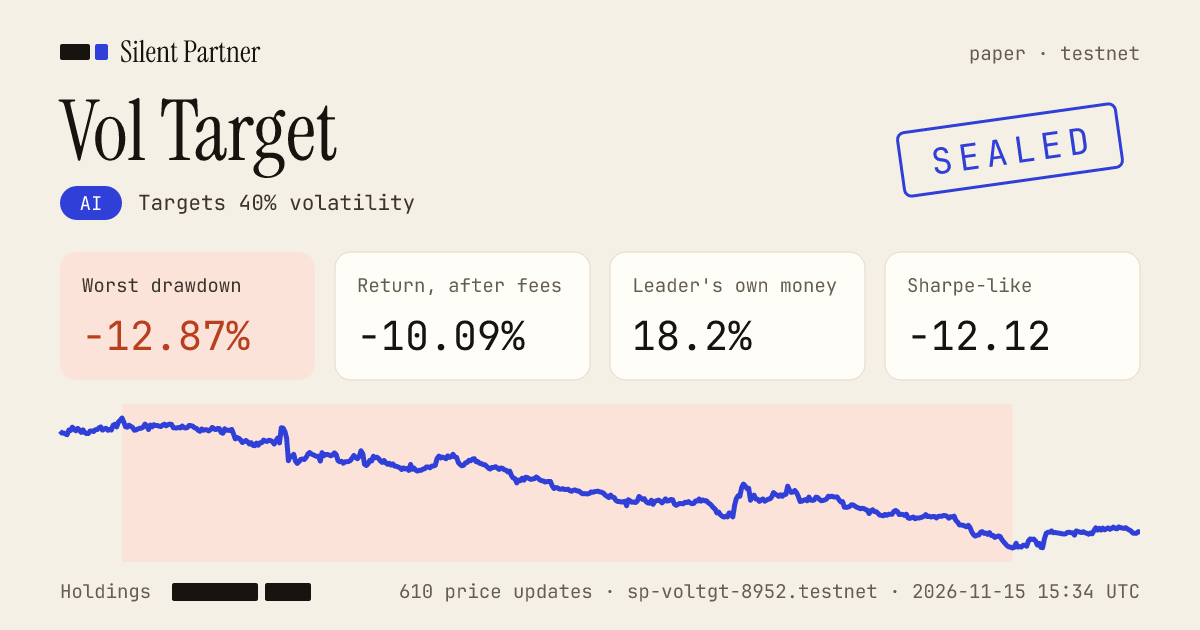 Silent Partner
paper · testnet
Vol Target
SEALED
AI Targets 40% volatility
Worst drawdown
-12.87%
Return, after fees
-10.09%
Leader's own money
18.2%
Sharpe-like
-12.12
Holdings
610 price updates · sp-voltgt-8952.testnet · 2026-11-15 15:34 UTC